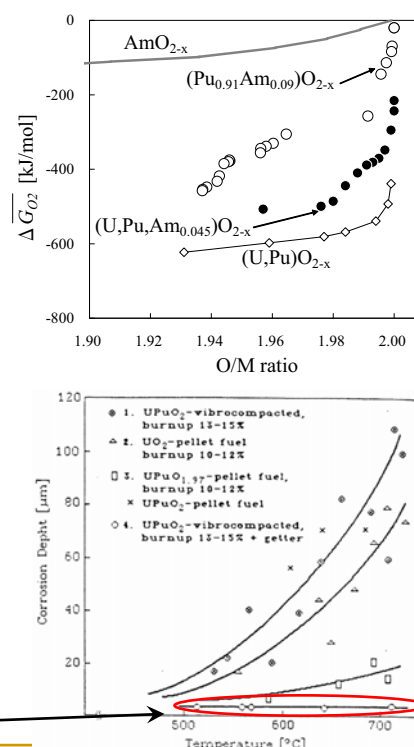 0
AmO2-x
(Pu0.91Am0.09)O2-x
-200
-400
(U,Pu,Am0.045)O2-x
-600
(U,Pu)O2-x
-800
ΔGO2 [kJ/mol]
1.90 1.92 1.94 1.96 1.98 2.00
O/M ratio
120
1. UPuO2-vibrocompacted,
burnup 13-15%
2. UO2-pellet fuel
burnup 10-12%
3. UPuO1.97-pellet fuel,
burnup 10-12%
UPuO2-pellet fuel
4. UPuO2-vibrocompacted,
burnup 13-15% + getter
100
80
60
40
20
Corrosion Depht [μm]
500 600 700
Temperature [°C]